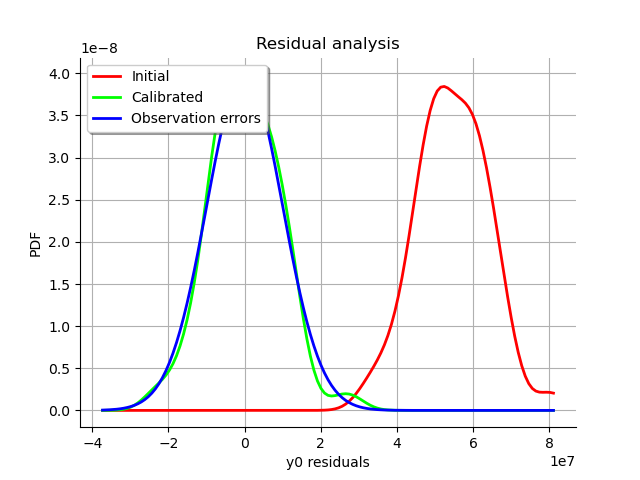 Residual analysis
1e−8
Initial
Calibrated
Observation errors
4.0
3.5
3.0
2.5
2.0
1.5
1.0
0.5
0.0
PDF
−4 −2 0 2 4 6 8
y0 residuals
1e7